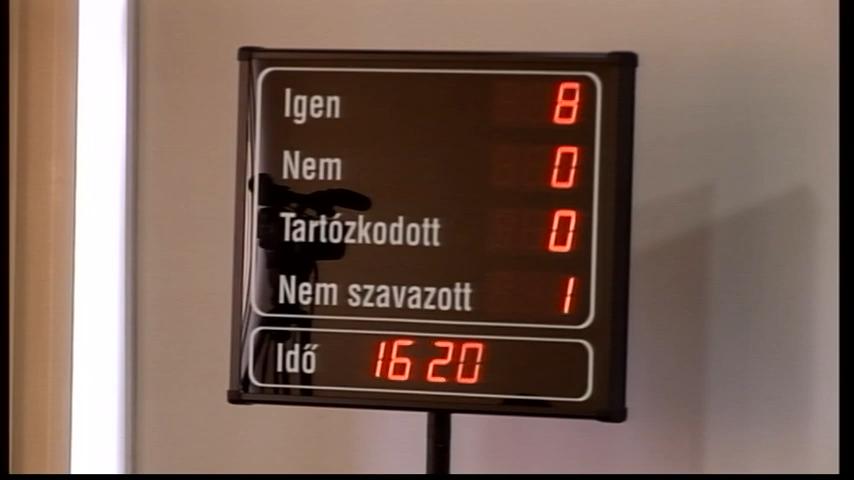 Igen 8
Nem 0
Tartózkodott 0
Nem szavazott 1
Idő 16 20